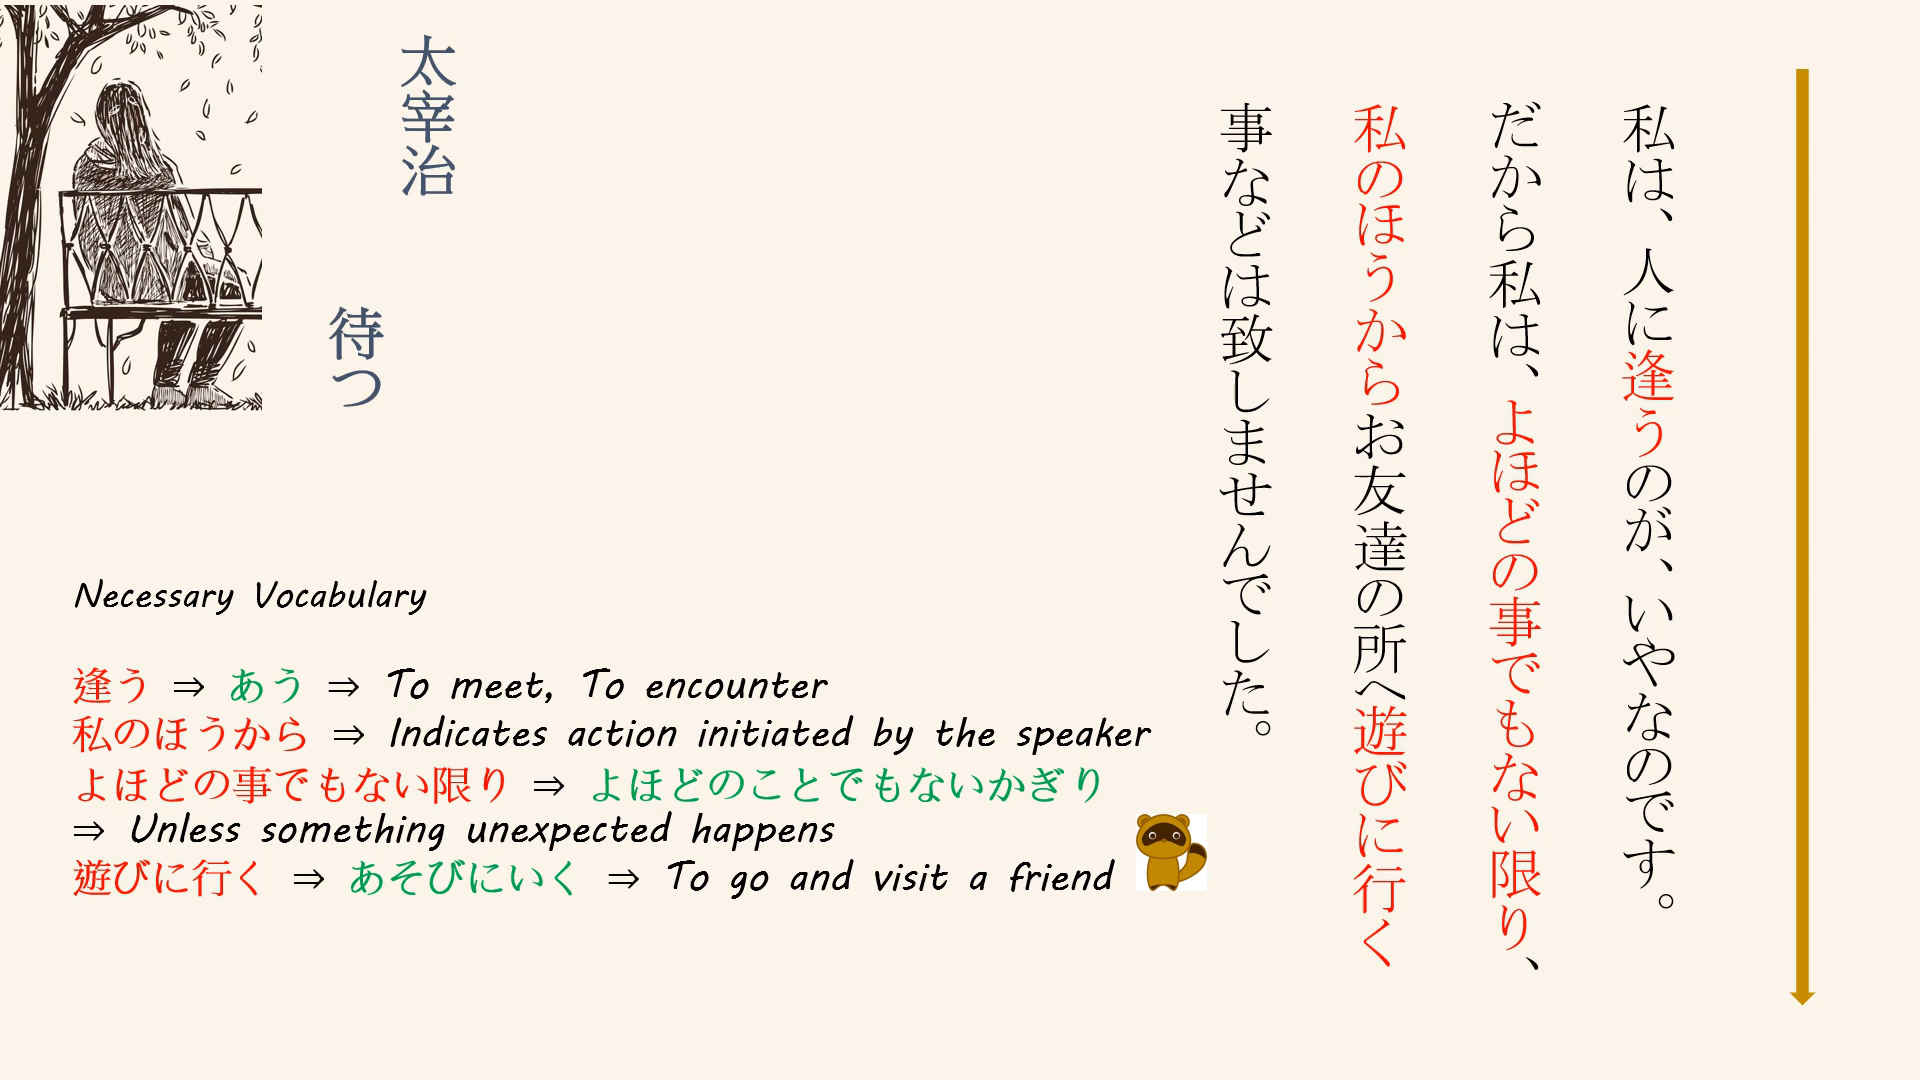 私は、人に逢うのが、いやなのです。
だから私は、よほどの事でもない限り、
私のほうからお友達の所へ遊びに行く
事などは致しませんでした。
太宰治
待つ
Necessary Vocabulary
逢う ⇒ あう ⇒ To meet, To encounter
私のほうから ⇒ Indicates action initiated by the speaker
よほどの事でもない限り ⇒ よほどのことでもないかぎり
⇒ Unless something unexpected happens
遊びに行く ⇒ あそびにいく ⇒ To go and visit a friend